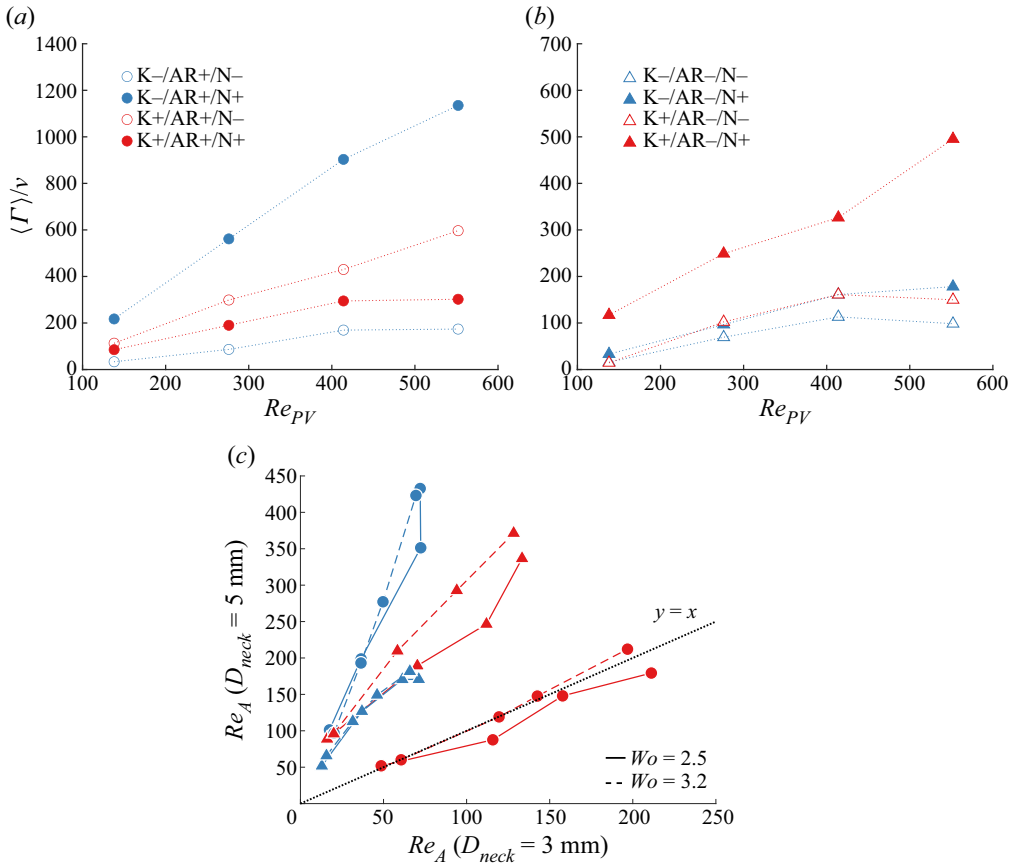 (a)
1400
1200
1000
800
600
400
200
0
100 200 300 400 500 600
⟨Γ⟩/ν
Re_PV
K–/AR+/N–
K–/AR+/N+
K+/AR+/N–
K+/AR+/N+
(b)
700
600
500
400
300
200
100
0
100 200 300 400 500 600
Re_PV
K–/AR–/N–
K–/AR–/N+
K+/AR–/N–
K+/AR–/N+
(c)
450
400
350
300
250
200
150
100
50
0 50 100 150 200 250
Re_A (D_neck = 5 mm)
Re_A (D_neck = 3 mm)
y = x
Wo = 2.5
Wo = 3.2